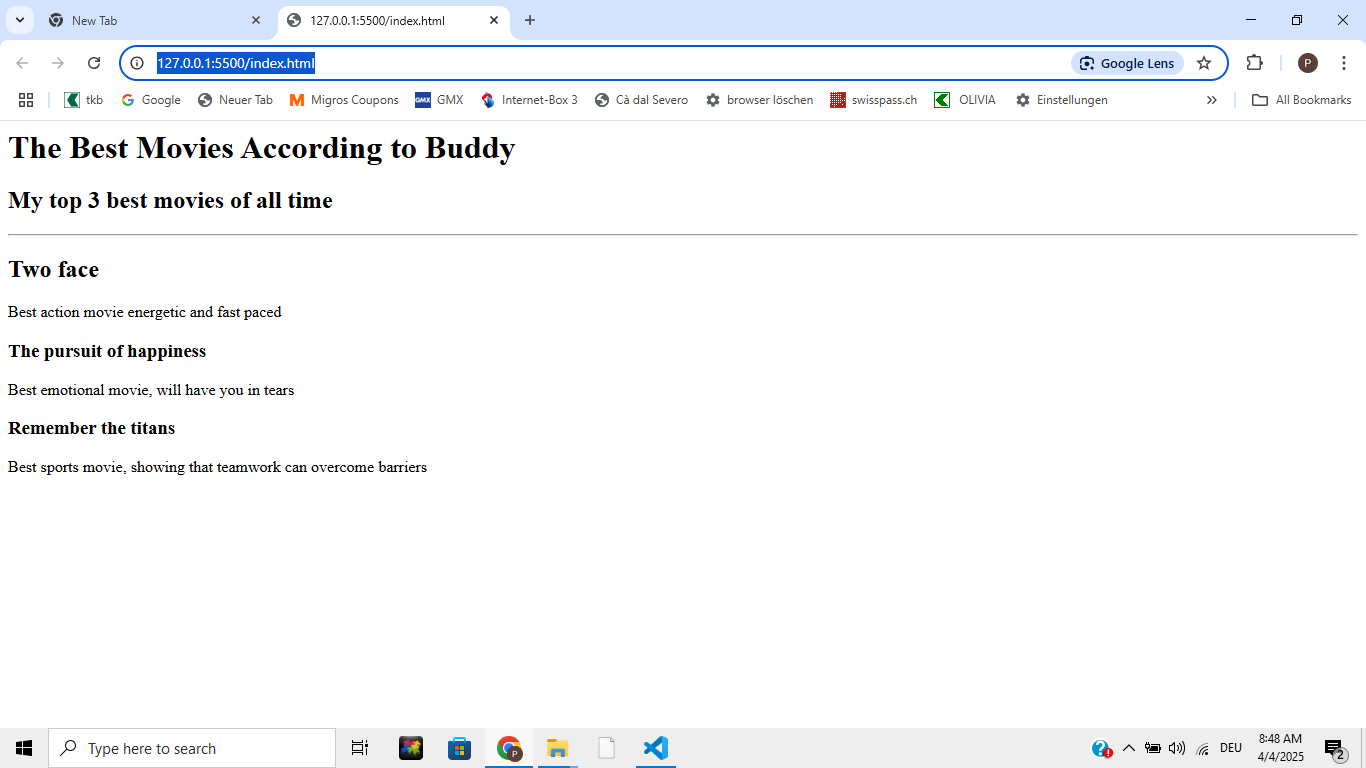 New Tab
127.0.0.1:5500/index.html
127.0.0.1:5500/index.html
Google Lens
P
tkb
Google
Neuer Tab
Migros Coupons
GMX GMX
Internet-Box 3
Cà dal Severo
browser löschen
swisspass.ch
OLIVIA
Einstellungen
All Bookmarks
The Best Movies According to Buddy
My top 3 best movies of all time
Two face
Best action movie energetic and fast paced
The pursuit of happiness
Best emotional movie, will have you in tears
Remember the titans
Best sports movie, showing that teamwork can overcome barriers
Type here to search
P
DEU
8:48 AM
4/4/2025
2